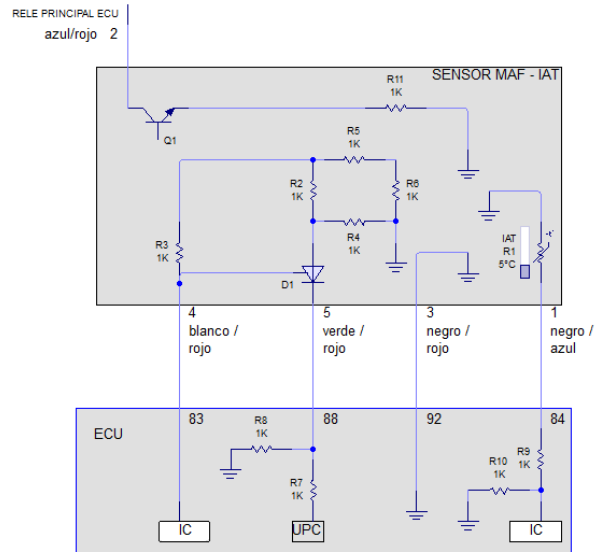 RELE PRINCIPAL ECU
azul/rojo 2
SENSOR MAF - IAT
R11
1K
Q1
R5
1K
R2
1K
R6
1K
R4
1K
R3
1K
D1
IAT
R1
5°C
-t°
4
blanco /
rojo
5
verde /
rojo
3
negro /
rojo
1
negro /
azul
ECU
83
88
92
84
R8
1K
R7
1K
R9
1K
R10
1K
IC
UPC
IC